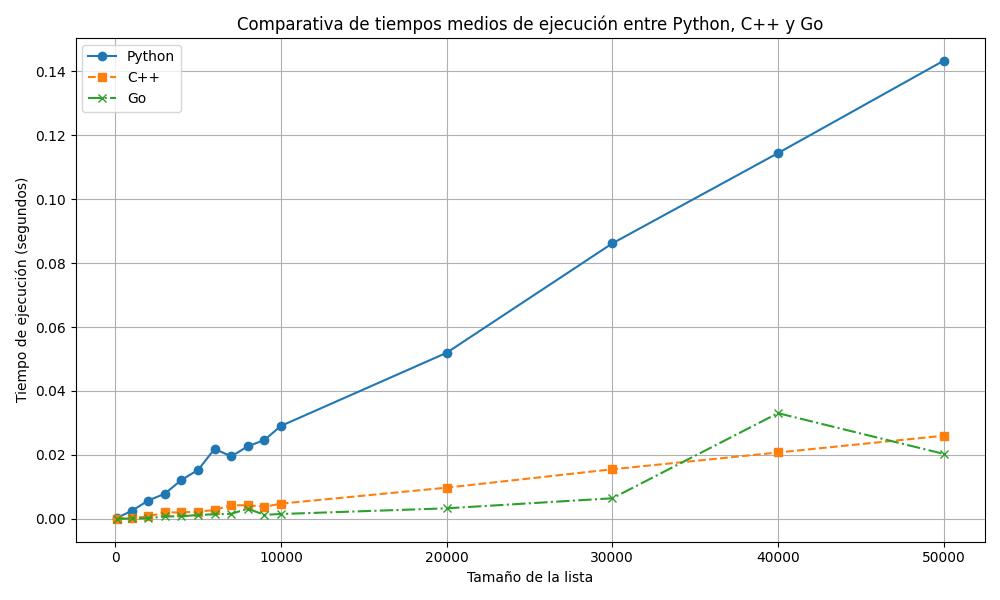 Comparativa de tiempos medios de ejecución entre Python, C++ y Go
Python
C++
Go
Tiempo de ejecución (segundos)
0.14
0.12
0.10
0.08
0.06
0.04
0.02
0.00
0 10000 20000 30000 40000 50000
Tamaño de la lista